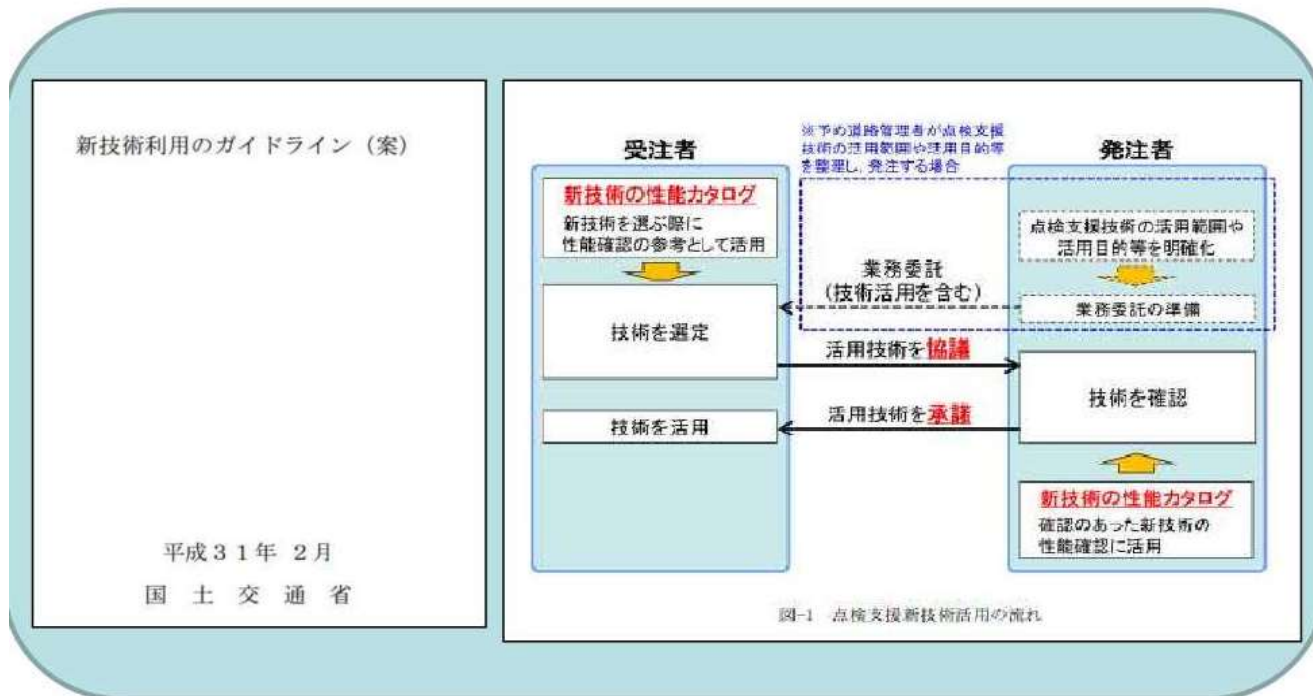 新技術利用のガイドライン（案）
平成３１年 ２月
国 土 交 通 省
受注者
新技術の性能カタログ
新技術を選ぶ際に
性能確認の参考として活用
技術を選定
技術を活用
※予め道路管理者が点検支援
技術の活用範囲や活用目的等
を整理し、発注する場合
業務委託
（技術活用を含む）
活用技術を協議
活用技術を承諾
発注者
点検支援技術の活用範囲や
活用目的等を明確化
業務委託の準備
技術を確認
新技術の性能カタログ
確認のあった新技術の
性能確認に活用
図-1 点検支援新技術活用の流れ